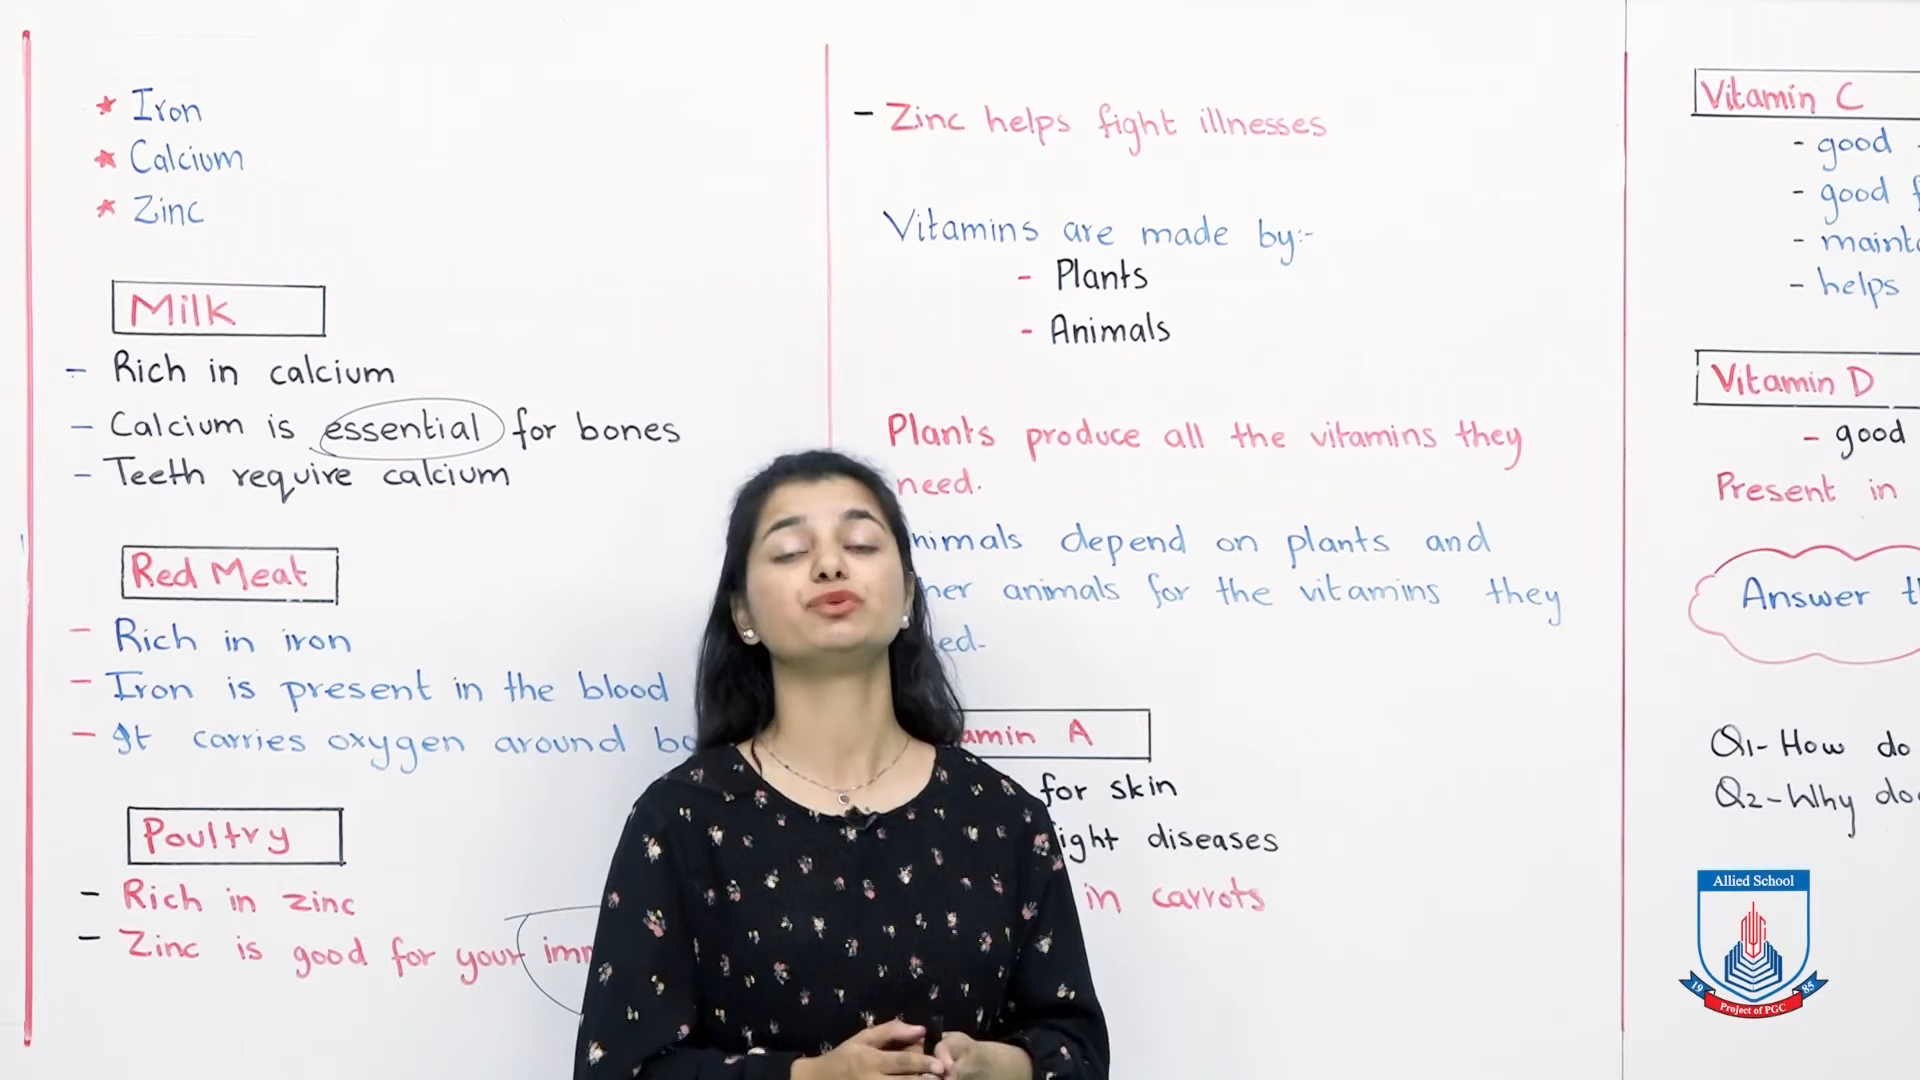 Iron
Calcium
Zinc
Milk
- Rich in calcium
- Calcium is essential for bones
- Teeth require calcium
Red Meat
- Rich in iron
- Iron is present in the blood
- It carries oxygen around
Poultry
- Rich in zinc
- Zinc is good for your
- Zinc helps fight illnesses
Vitamins are made by:-
- Plants
- Animals
Plants produce all the vitamins they
need.
depend on plants and
animals for the vitamins they
A
for skin
diseases
in carrots
Vitamin C
- good
- good
-
- helps
Vitamin D
- good
Present in
Answer
Q1- How do
Q2- Why
Allied School
19 85
Project of PGC